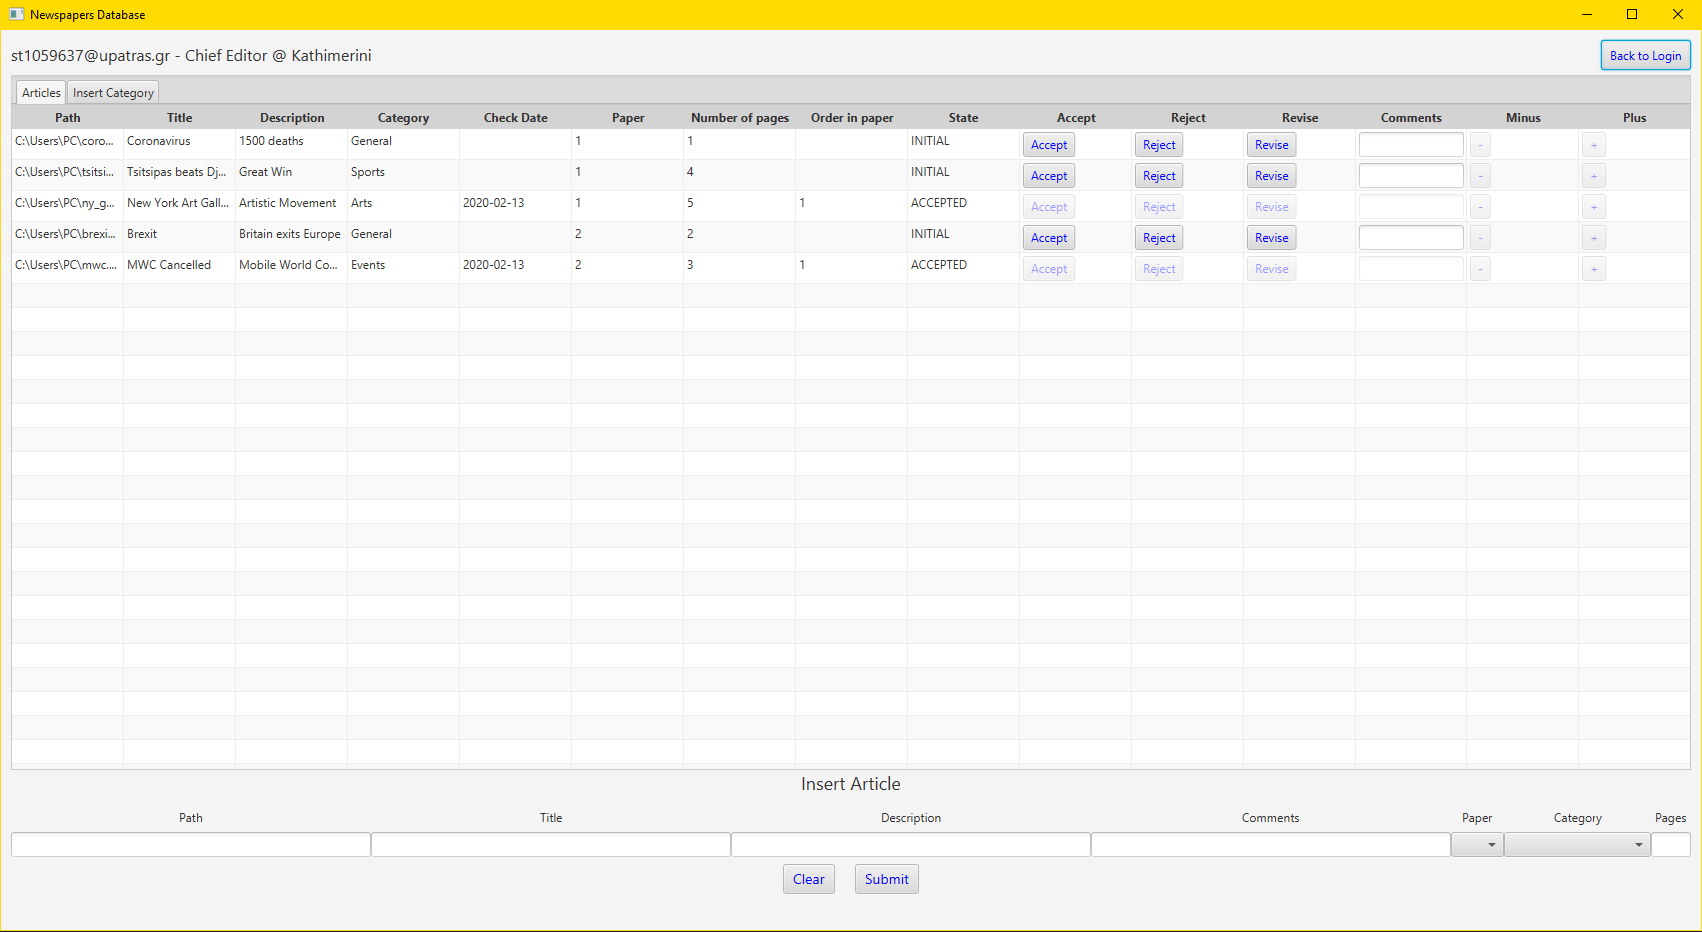 Newspapers Database
st1059637@upatras.gr - Chief Editor @ Kathimerini Back to Login
Articles Insert Category
Path Title Description Category Check Date Paper Number of pages Order in paper State Accept Reject Revise Comments Minus Plus
C:\Users\PC\coro... Coronavirus 1500 deaths General 1 1 INITIAL Accept Reject Revise - +
C:\Users\PC\tsitsi... Tsitsipas beats Dj... Great Win Sports 1 4 INITIAL Accept Reject Revise - +
C:\Users\PC\ny_g... New York Art Gall... Artistic Movement Arts 2020-02-13 1 5 1 ACCEPTED Accept Reject Revise - +
C:\Users\PC\brexi... Brexit Britain exits Europe General 2 2 INITIAL Accept Reject Revise - +
C:\Users\PC\mwc.... MWC Cancelled Mobile World Co... Events 2020-02-13 2 3 1 ACCEPTED Accept Reject Revise - +
Insert Article
Path Title Description Comments Paper Category Pages
Clear Submit